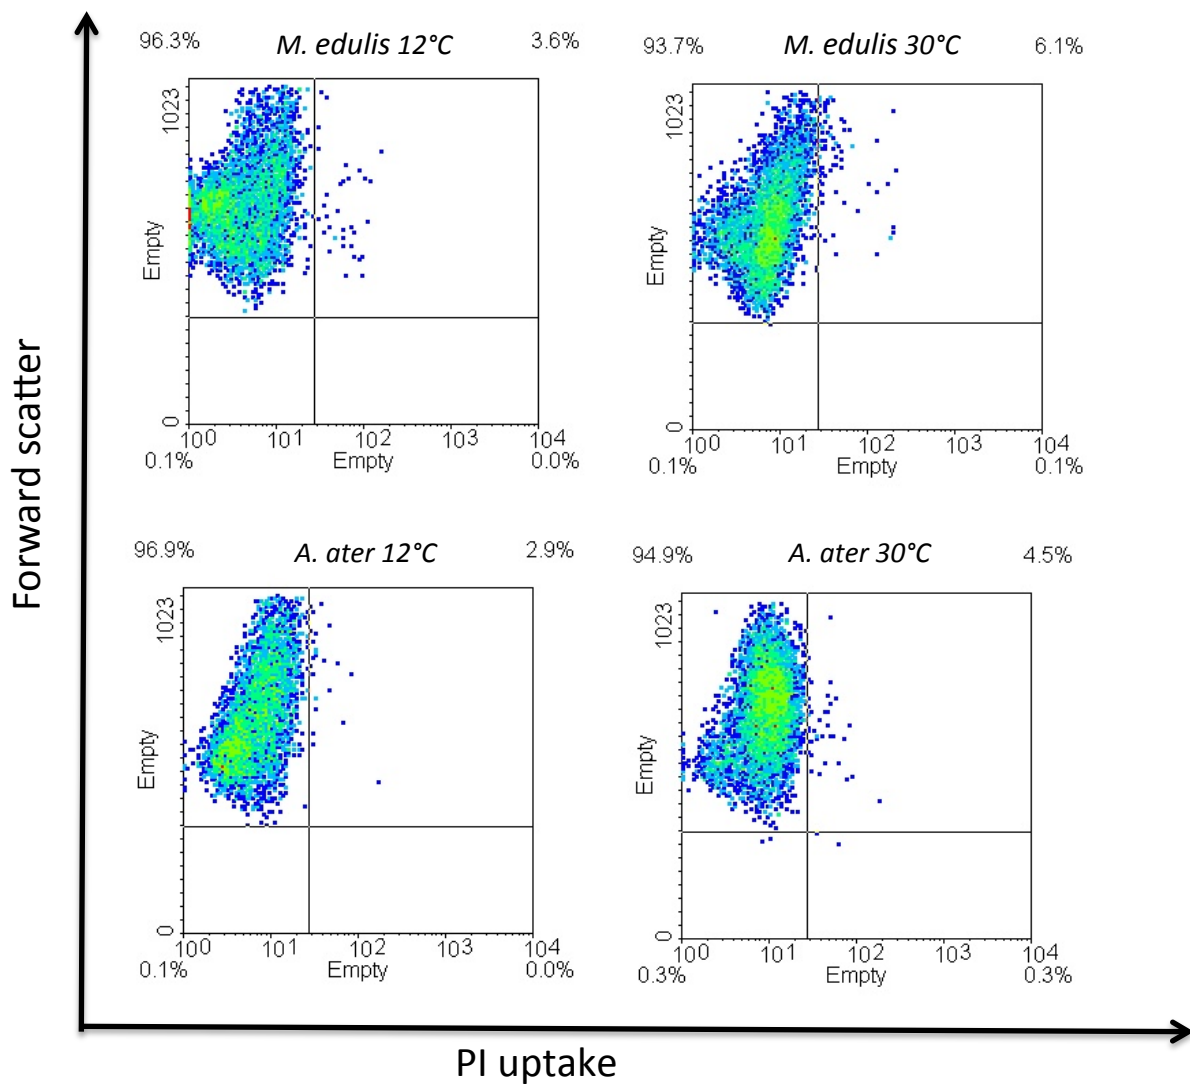 96.3% M. edulis 12°C 3.6%
1023
Empty
0
100 101 102 103 104
0.1% Empty 0.0%
93.7% M. edulis 30°C 6.1%
1023
Empty
0
100 101 102 103 104
0.1% Empty 0.1%
96.9% A. ater 12°C 2.9%
1023
Empty
0
100 101 102 103 104
0.1% Empty 0.0%
94.9% A. ater 30°C 4.5%
1023
Empty
0
100 101 102 103 104
0.3% Empty 0.3%
Forward scatter
PI uptake